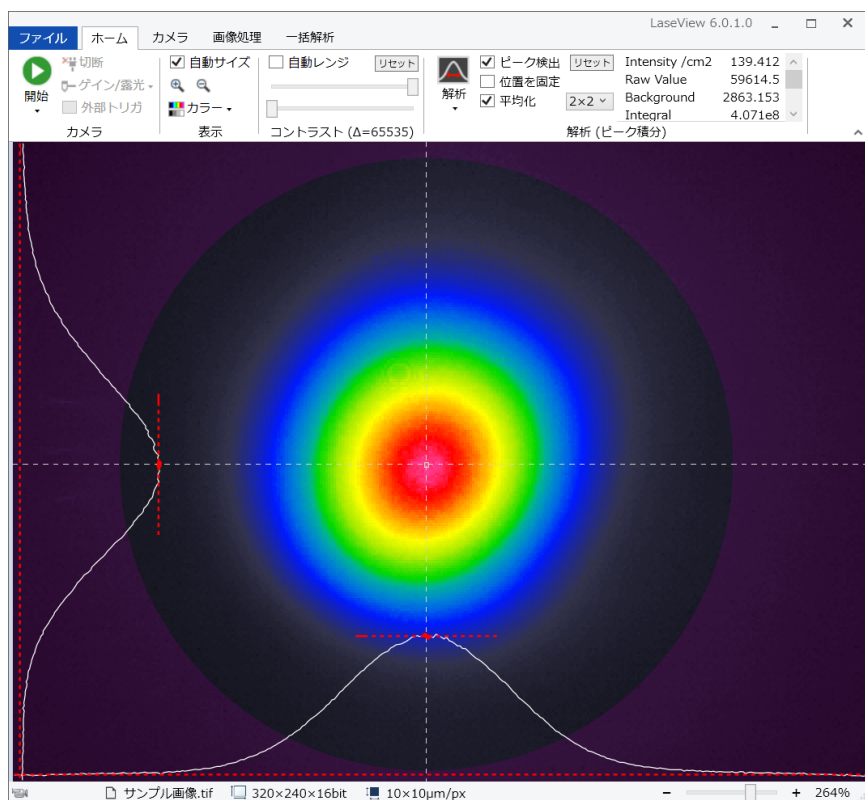 LaseView 6.0.1.0
ファイル ホーム カメラ 画像処理 一括解析
開始
切断
ゲイン/露光
外部トリガ
カメラ
自動サイズ
カラー
表示
自動レンジ リセット
コントラスト (Δ=65535)
解析
ピーク検出 リセット
位置を固定
平均化 2×2
Intensity /cm2 139.412
Raw Value 59614.5
Background 2863.153
Integral 4.071e8
解析 (ピーク積分)
サンプル画像.tif 320×240×16bit 10×10μm/px − + 264%